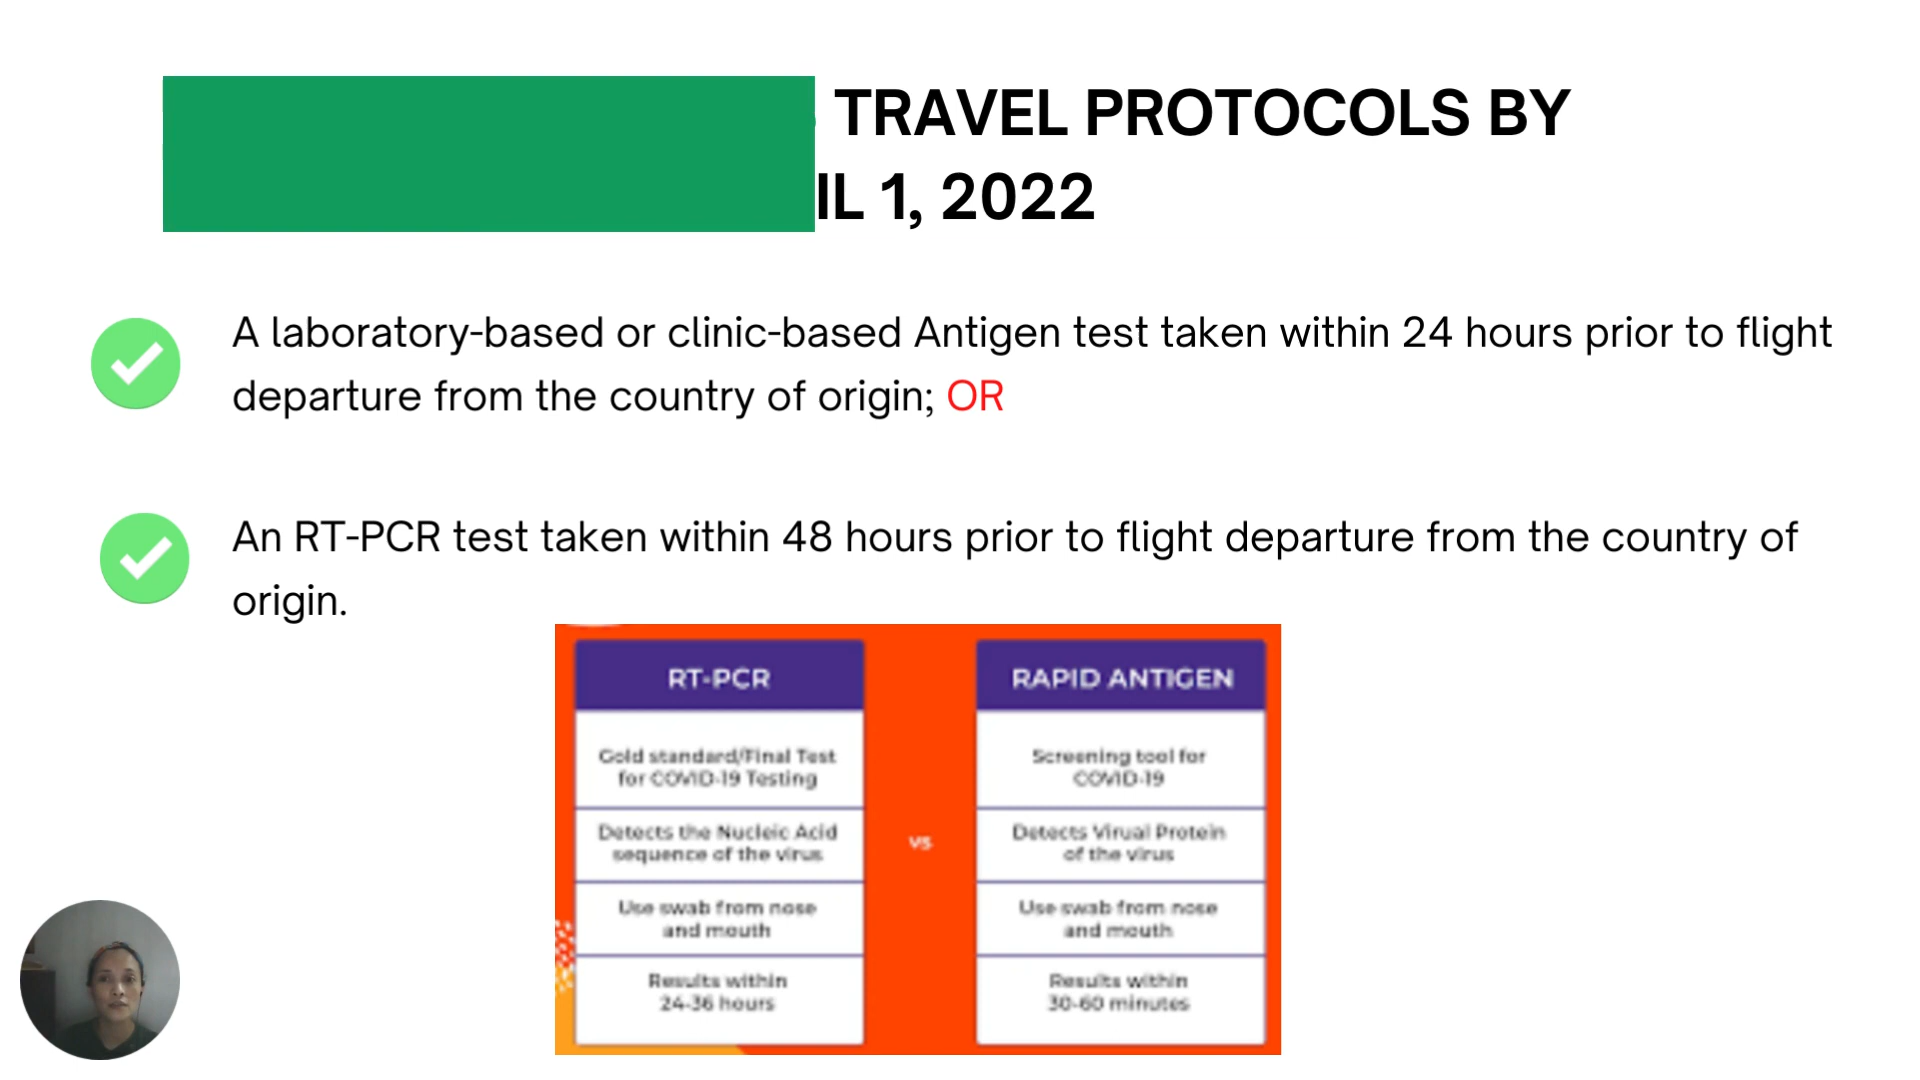 TRAVEL PROTOCOLS BY
IL 1, 2022
A laboratory-based or clinic-based Antigen test taken within 24 hours prior to flight
departure from the country of origin; OR
An RT-PCR test taken within 48 hours prior to flight departure from the country of
origin.
RT-PCR
Gold standard/Final Test
for COVID-19 Testing
Detects the Nucleic Acid
sequence of the virus
Use swab from nose
and mouth
Results within
24-36 hours
vs
RAPID ANTIGEN
Screening tool for
COVID-19
Detects Virual Protein
of the virus
Use swab from nose
and mouth
Results within
30-60 minutes